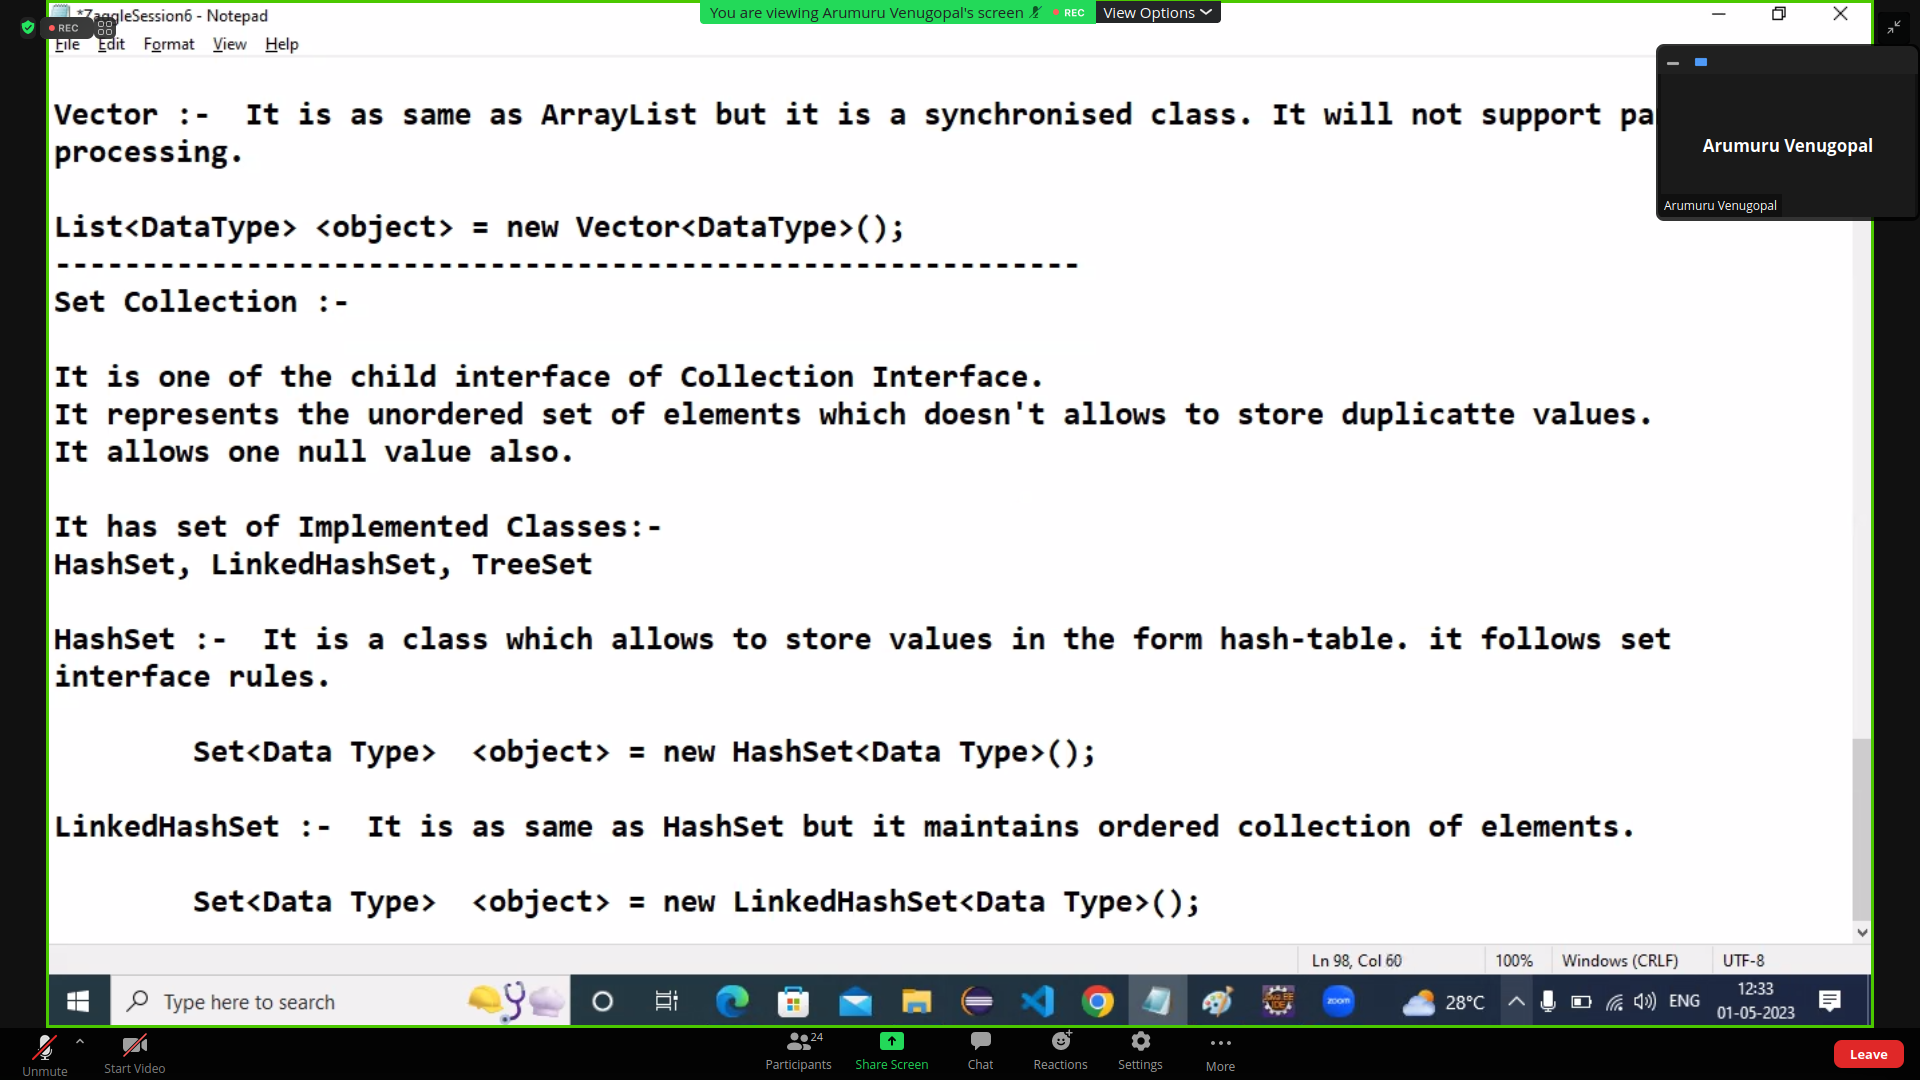 *ZaggleSession6 - Notepad
You are viewing Arumuru Venugopal's screen
REC
View Options
REC
File Edit Format View Help
Vector :-  It is as same as ArrayList but it is a synchronised class. It will not support pa
processing.
List<DataType> <object> = new Vector<DataType>();
------------------------------------------------------------
Set Collection :-
It is one of the child interface of Collection Interface.
It represents the unordered set of elements which doesn't allows to store duplicatte values.
It allows one null value also.
It has set of Implemented Classes:-
HashSet, LinkedHashSet, TreeSet
HashSet :-  It is a class which allows to store values in the form hash-table. it follows set
interface rules.
Set<Data Type>  <object> = new HashSet<Data Type>();
LinkedHashSet :-  It is as same as HashSet but it maintains ordered collection of elements.
Set<Data Type>  <object> = new LinkedHashSet<Data Type>();
Arumuru Venugopal
Arumuru Venugopal
Ln 98, Col 60
100%
Windows (CRLF)
UTF-8
Type here to search
zoom
28°C
ENG
12:33
01-05-2023
Unmute
Start Video
Participants
24
Share Screen
Chat
Reactions
Settings
More
Leave